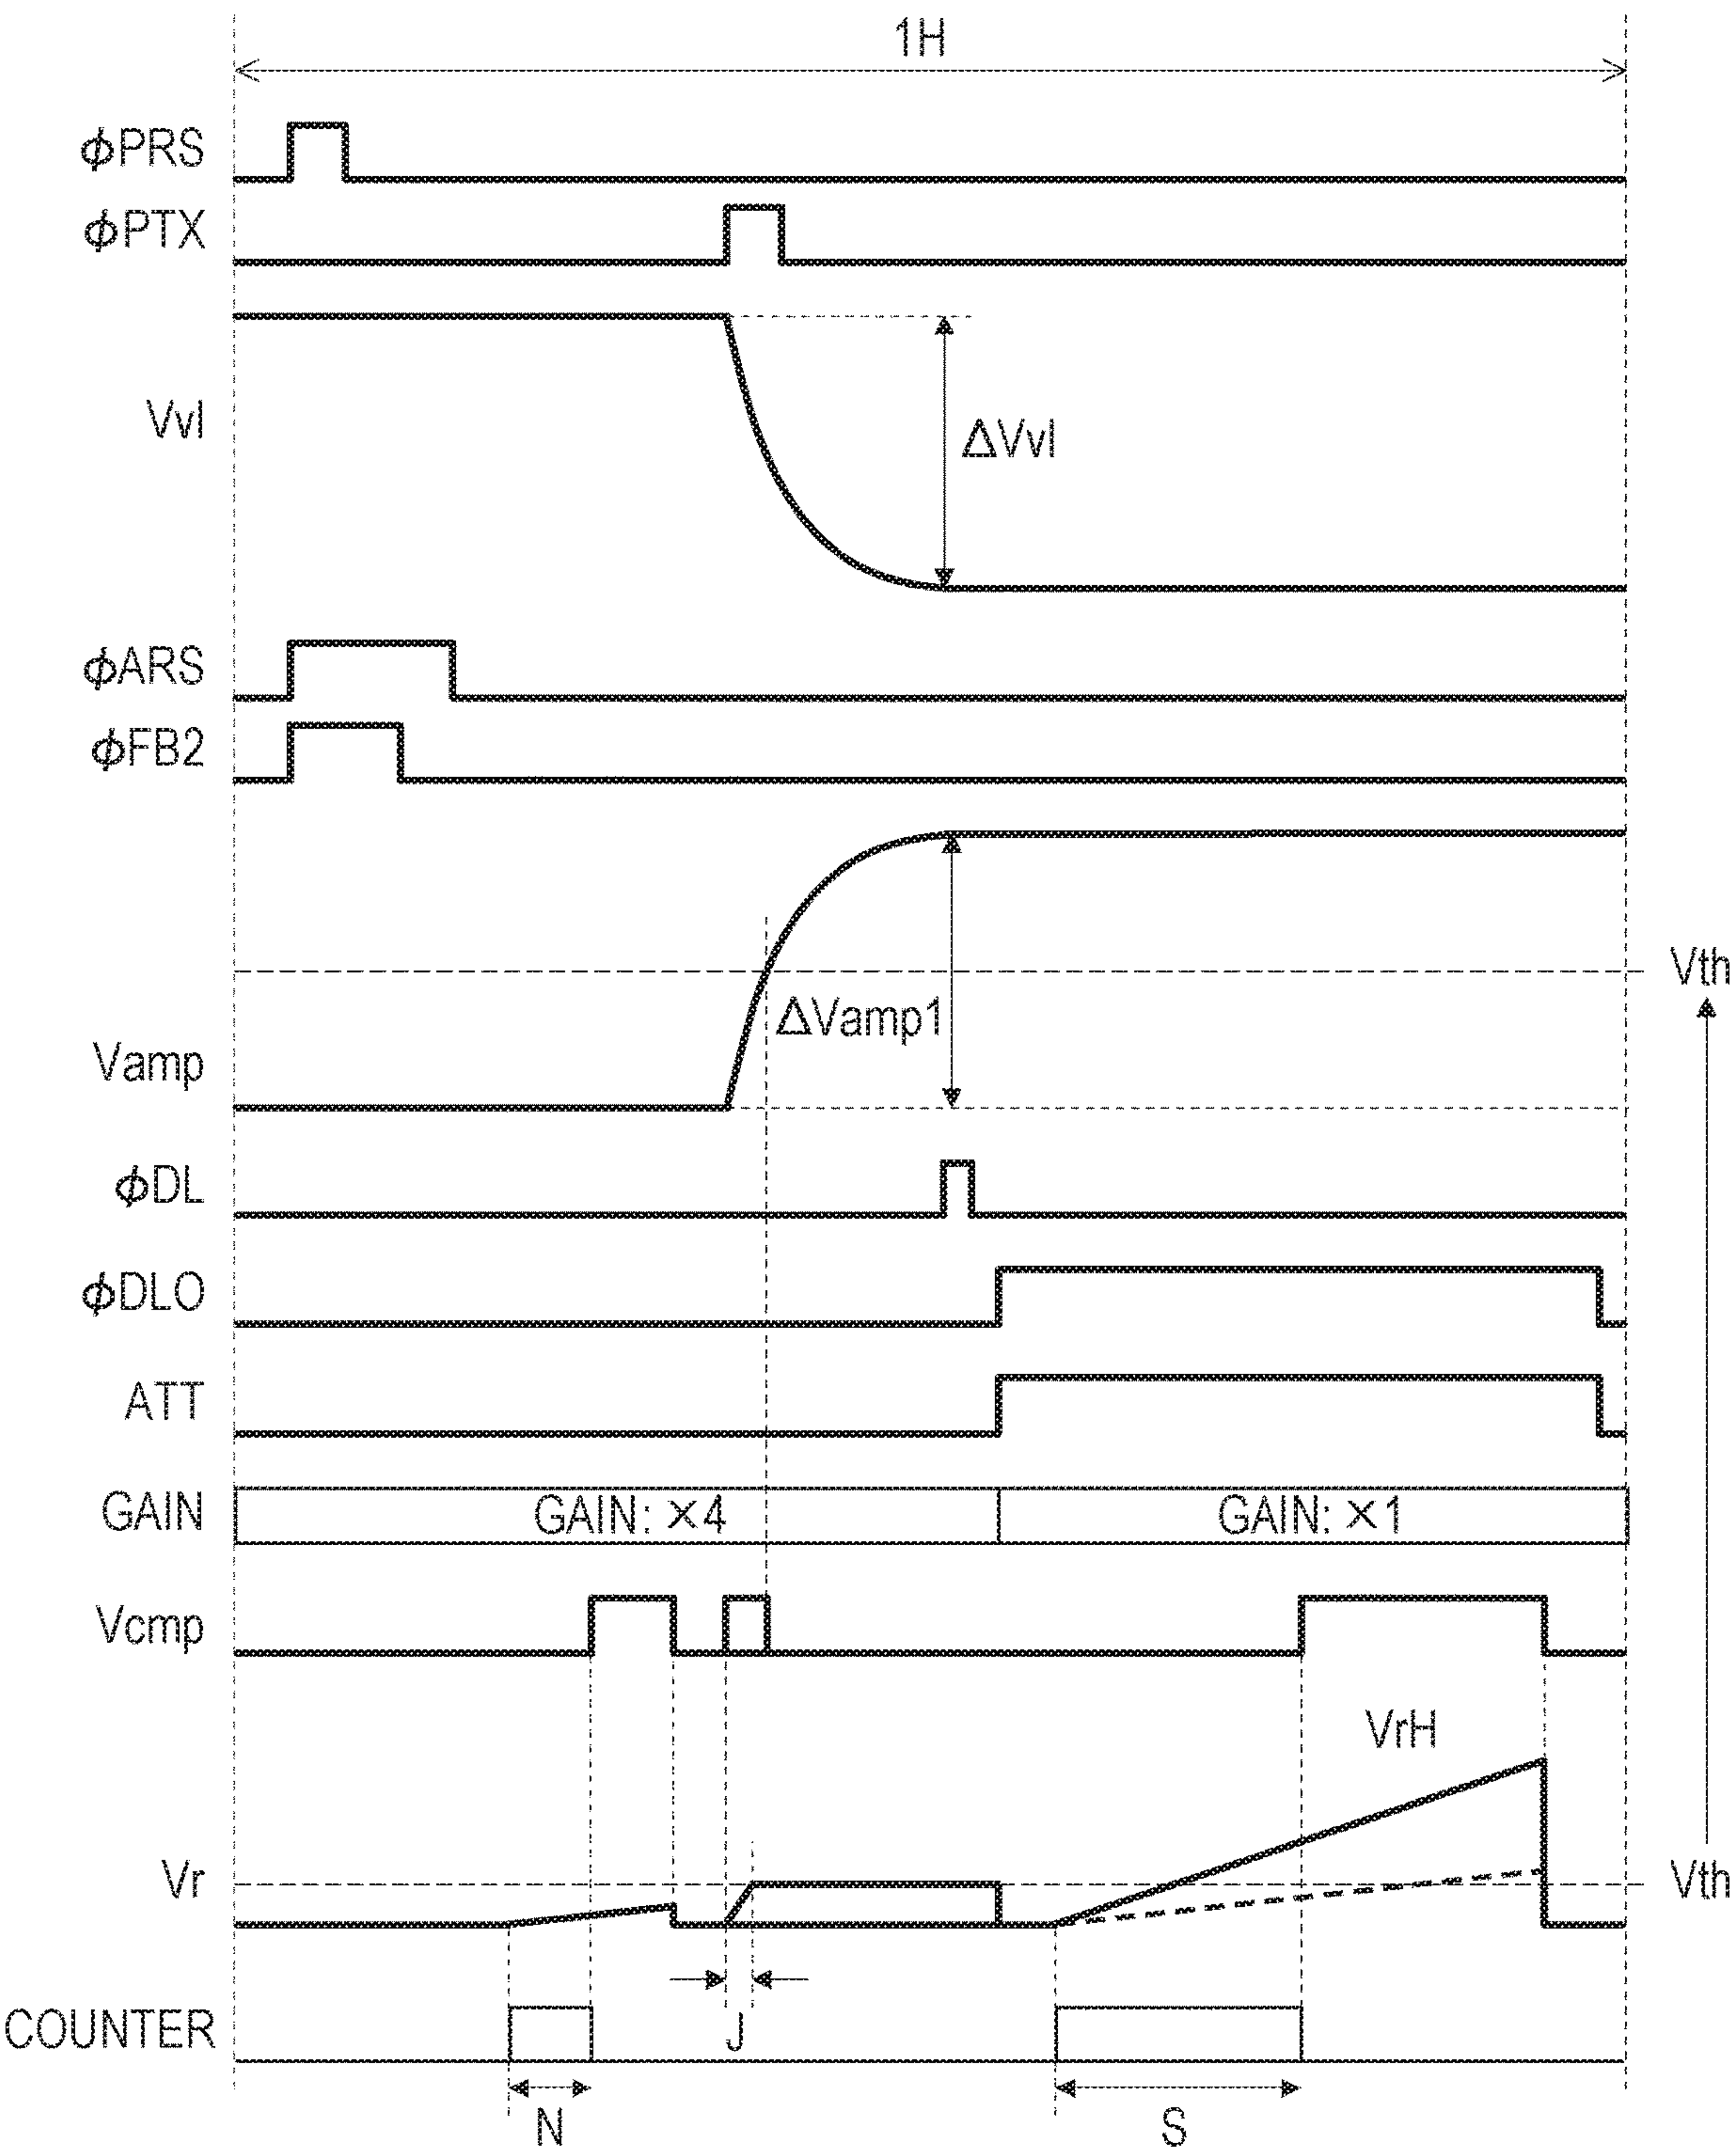 1H
ϕPRS
ϕPTX
Vvl
ΔVvl
ϕARS
ϕFB2
Vth
ΔVamp1
Vamp
ϕDL
ϕDLO
ATT
GAIN
GAIN: ×4
GAIN: ×1
Vcmp
VrH
Vr
Vth
COUNTER
J
N
S